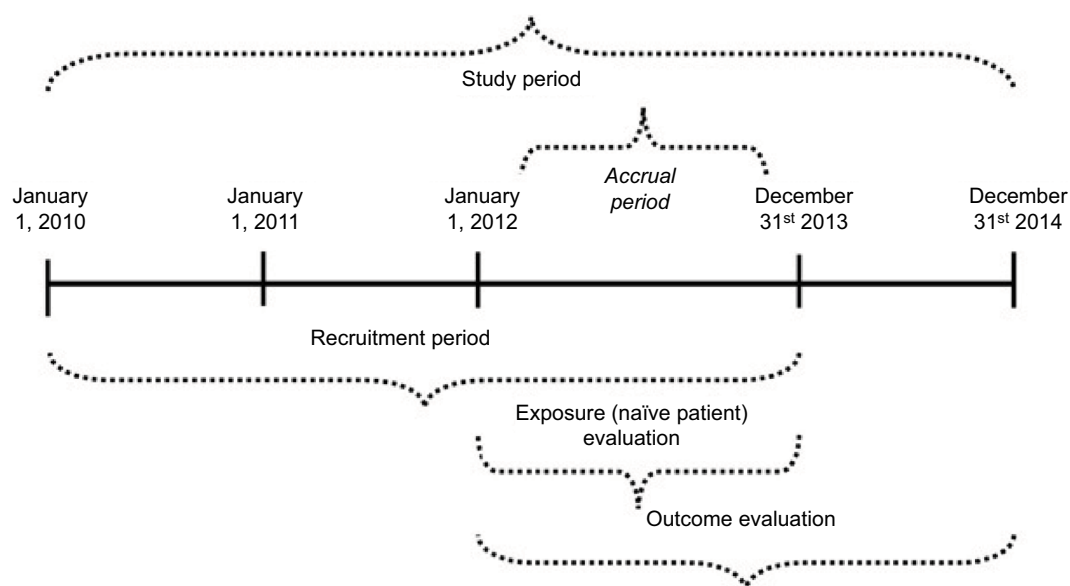 Study period
Accrual
period
January
1, 2010
January
1, 2011
January
1, 2012
December
31st 2013
December
31st 2014
Recruitment period
Exposure (naïve patient)
evaluation
Outcome evaluation